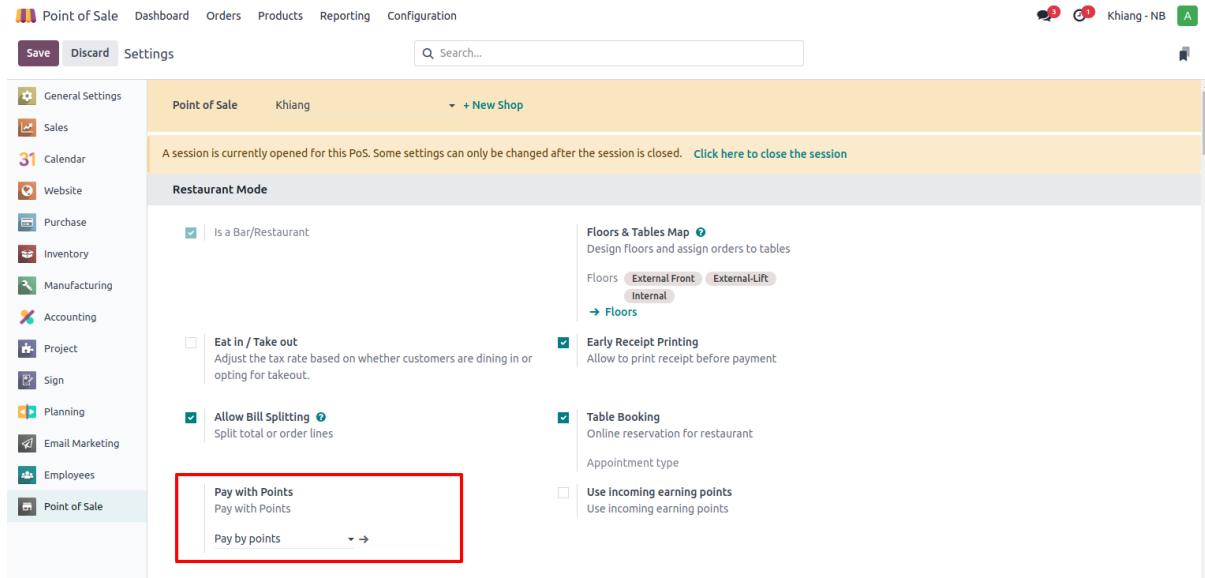 Point of Sale Dashboard Orders Products Reporting Configuration 3 1 Khiang - NB A
Save Discard Settings Search...
General Settings
Sales
31 Calendar
Website
Purchase
Inventory
Manufacturing
Accounting
Project
Sign
Planning
Email Marketing
Employees
Point of Sale
Point of Sale Khiang + New Shop
A session is currently opened for this PoS. Some settings can only be changed after the session is closed. Click here to close the session
Restaurant Mode
Is a Bar/Restaurant
Floors & Tables Map ?
Design floors and assign orders to tables
Floors External Front External-Lift
Internal
→ Floors
Eat in / Take out
Adjust the tax rate based on whether customers are dining in or
opting for takeout.
Early Receipt Printing
Allow to print receipt before payment
Allow Bill Splitting ?
Split total or order lines
Table Booking
Online reservation for restaurant
Appointment type
Pay with Points
Pay with Points
Pay by points →
Use incoming earning points
Use incoming earning points